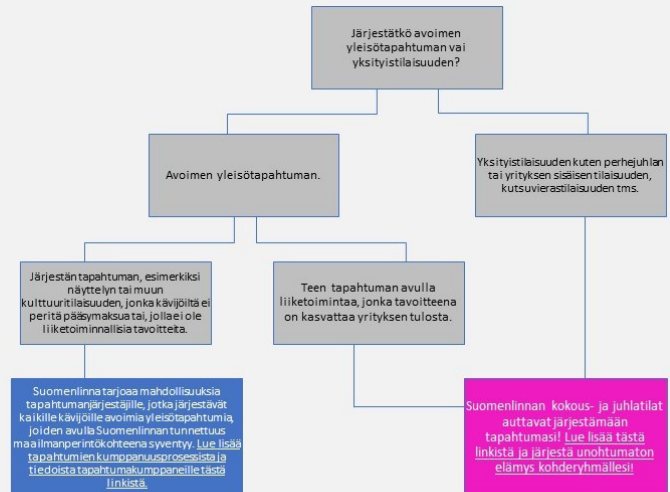 Järjestätkö avoimen
yleisötapahtuman vai
yksityistilaisuuden?
Avoimen yleisötapahtuman.
Yksityistilaisuuden kuten perhejuhlan
tai yrityksen sisäisen tilaisuuden,
kutsuvierastilaisuuden tms.
Järjestän tapahtuman, esimerkiksi
näyttelyn tai muun
kulttuuritilaisuuden, jonka kävijöiltä ei
peritä pääsymaksua tai, jolla ei ole
liiketoiminnallisia tavoitteita.
Teen tapahtuman avulla
liiketoimintaa, jonka tavoitteena
on kasvattaa yrityksen tulosta.
Suomenlinna tarjoaa mahdollisuuksia
tapahtumanjärjestäjille, jotka järjestävät
kaikille kävijöille avoimia yleisötapahtumia,
joiden avulla Suomenlinnan tunnettuus
maailmanperintökohteena syventyy. Lue lisää
tapahtumien kumppanuusprosessista ja
tiedoista tapahtumakumppaneille tästä
linkistä.
Suomenlinnan kokous- ja juhlatilat
auttavat järjestämään
tapahtumasi! Lue lisää tästä
linkistä ja järjestä unohtumaton
elämys kohderyhmällesi!